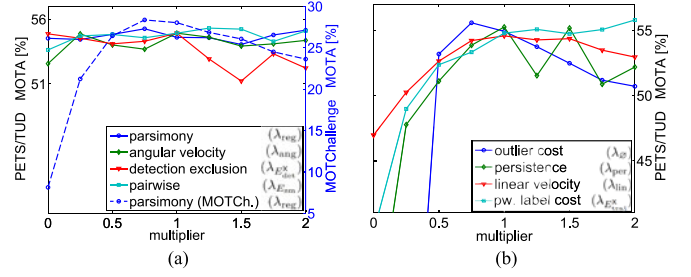 (a)
PETS/TUD MOTA [%]
51
MOTChallenge MOTA [%]
30
25
20
15
10
5
parsimony (λreg)
angular velocity (λang)
detection exclusion
pairwise
parsimony (MOTCh.) (λreg)
0 0.5 1 1.5 2
multiplier
(a)
(b)
PETS/TUD
MOTA [%]
55
50
45
outlier cost (λ∅)
persistence (λper)
linear velocity (λlin)
pw. label cost
0 0.5 1 1.5 2
multiplier
(b)